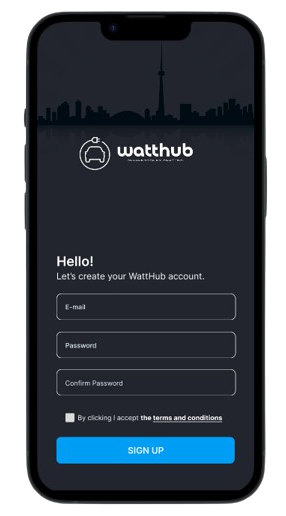 watthub
Hello!
Let's create your WattHub account.
E-mail
Password
Confirm Password
By clicking I accept the terms and conditions
SIGN UP